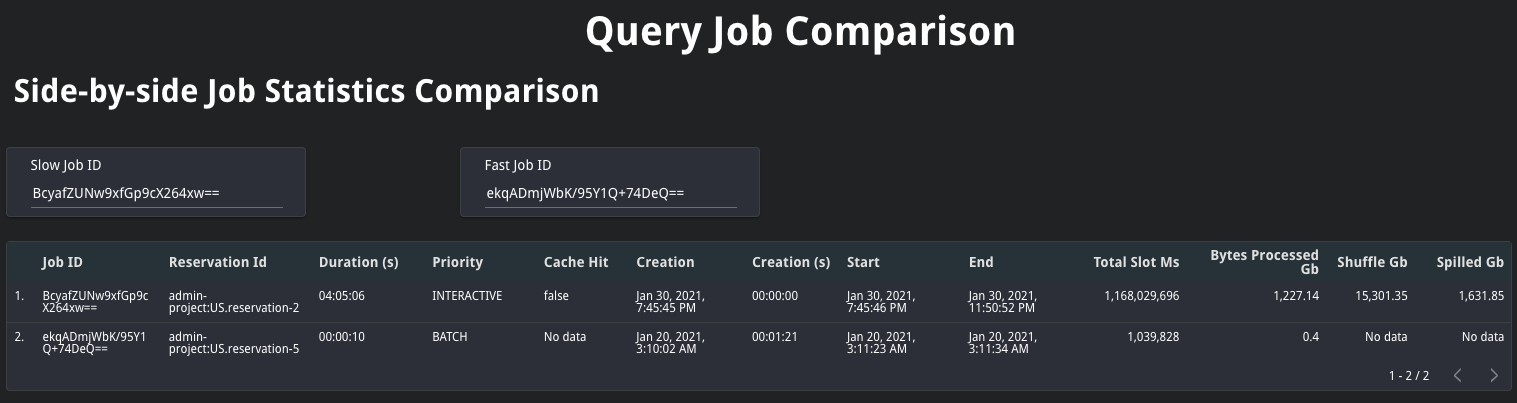 Query Job Comparison
Side-by-side Job Statistics Comparison
Slow Job ID
BcyafZUNw9xfGp9cX264xw==
Fast Job ID
ekqADmjWbK/95Y1Q+74DeQ==
Job ID Reservation Id Duration (s) Priority Cache Hit Creation Creation (s) Start End Total Slot Ms Bytes Processed Gb Shuffle Gb Spilled Gb
1. BcyafZUNw9xfGp9cX264xw== admin-project:US.reservation-2 04:05:06 INTERACTIVE false Jan 30, 2021, 7:45:45 PM 00:00:00 Jan 30, 2021, 7:45:46 PM Jan 30, 2021, 11:50:52 PM 1,168,029,696 1,227.14 15,301.35 1,631.85
2. ekqADmjWbK/95Y1Q+74DeQ== admin-project:US.reservation-5 00:00:10 BATCH No data Jan 20, 2021, 3:10:02 AM 00:01:21 Jan 20, 2021, 3:11:23 AM Jan 20, 2021, 3:11:34 AM 1,039,828 0.4 No data No data
1 - 2 / 2